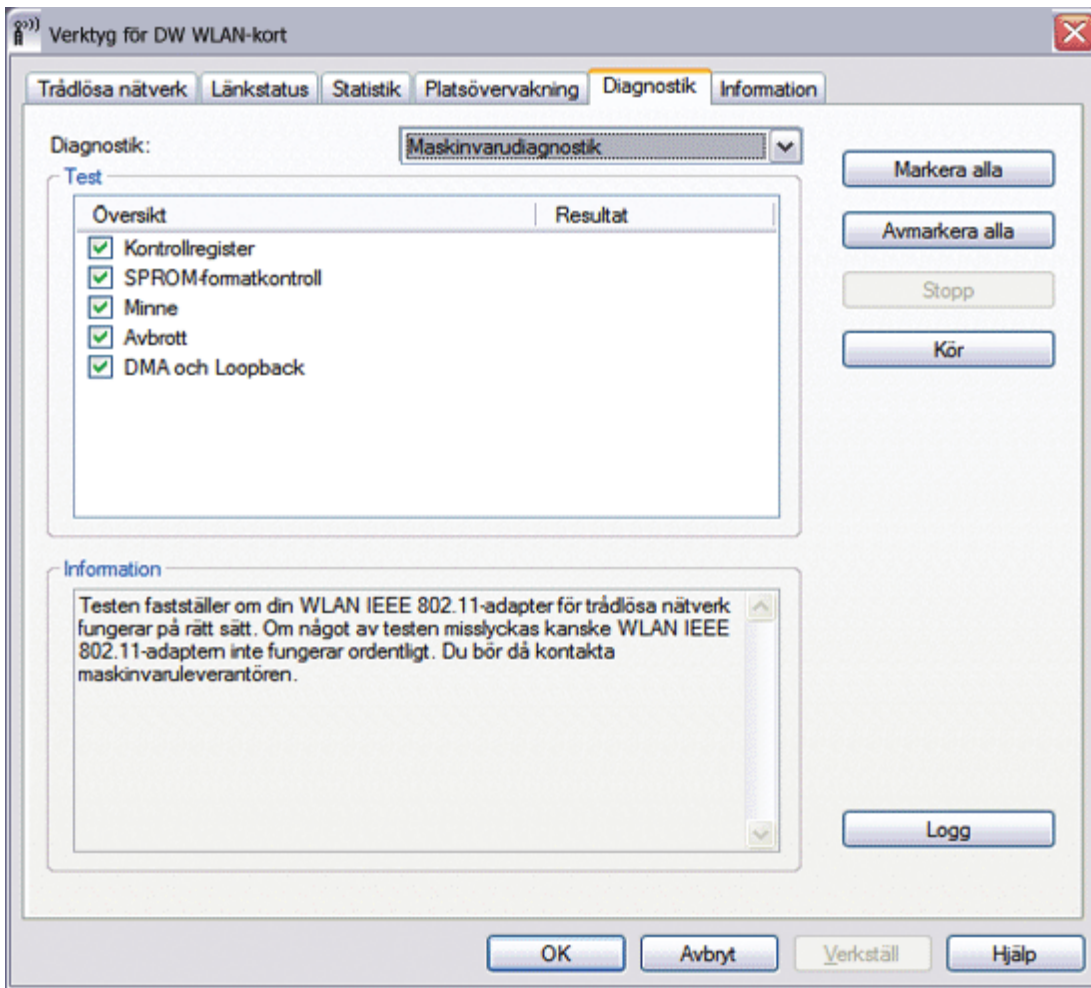 Verktyg för DW WLAN-kort
Trådlösa nätverk Länkstatus Statistik Platsövervakning Diagnostik Information
Diagnostik: Maskinvarudiagnostik
Test
Översikt Resultat
Kontrollregister
SPROM-formatkontroll
Minne
Avbrott
DMA och Loopback
Markera alla
Avmarkera alla
Stopp
Kör
Information
Testen fastställer om din WLAN IEEE 802.11-adapter för trådlösa nätverk
fungerar på rätt sätt. Om något av testen misslyckas kanske WLAN IEEE
802.11-adaptern inte fungerar ordentligt. Du bör då kontakta
maskinvaruleverantören.
Logg
OK Avbryt Verkställ Hjälp